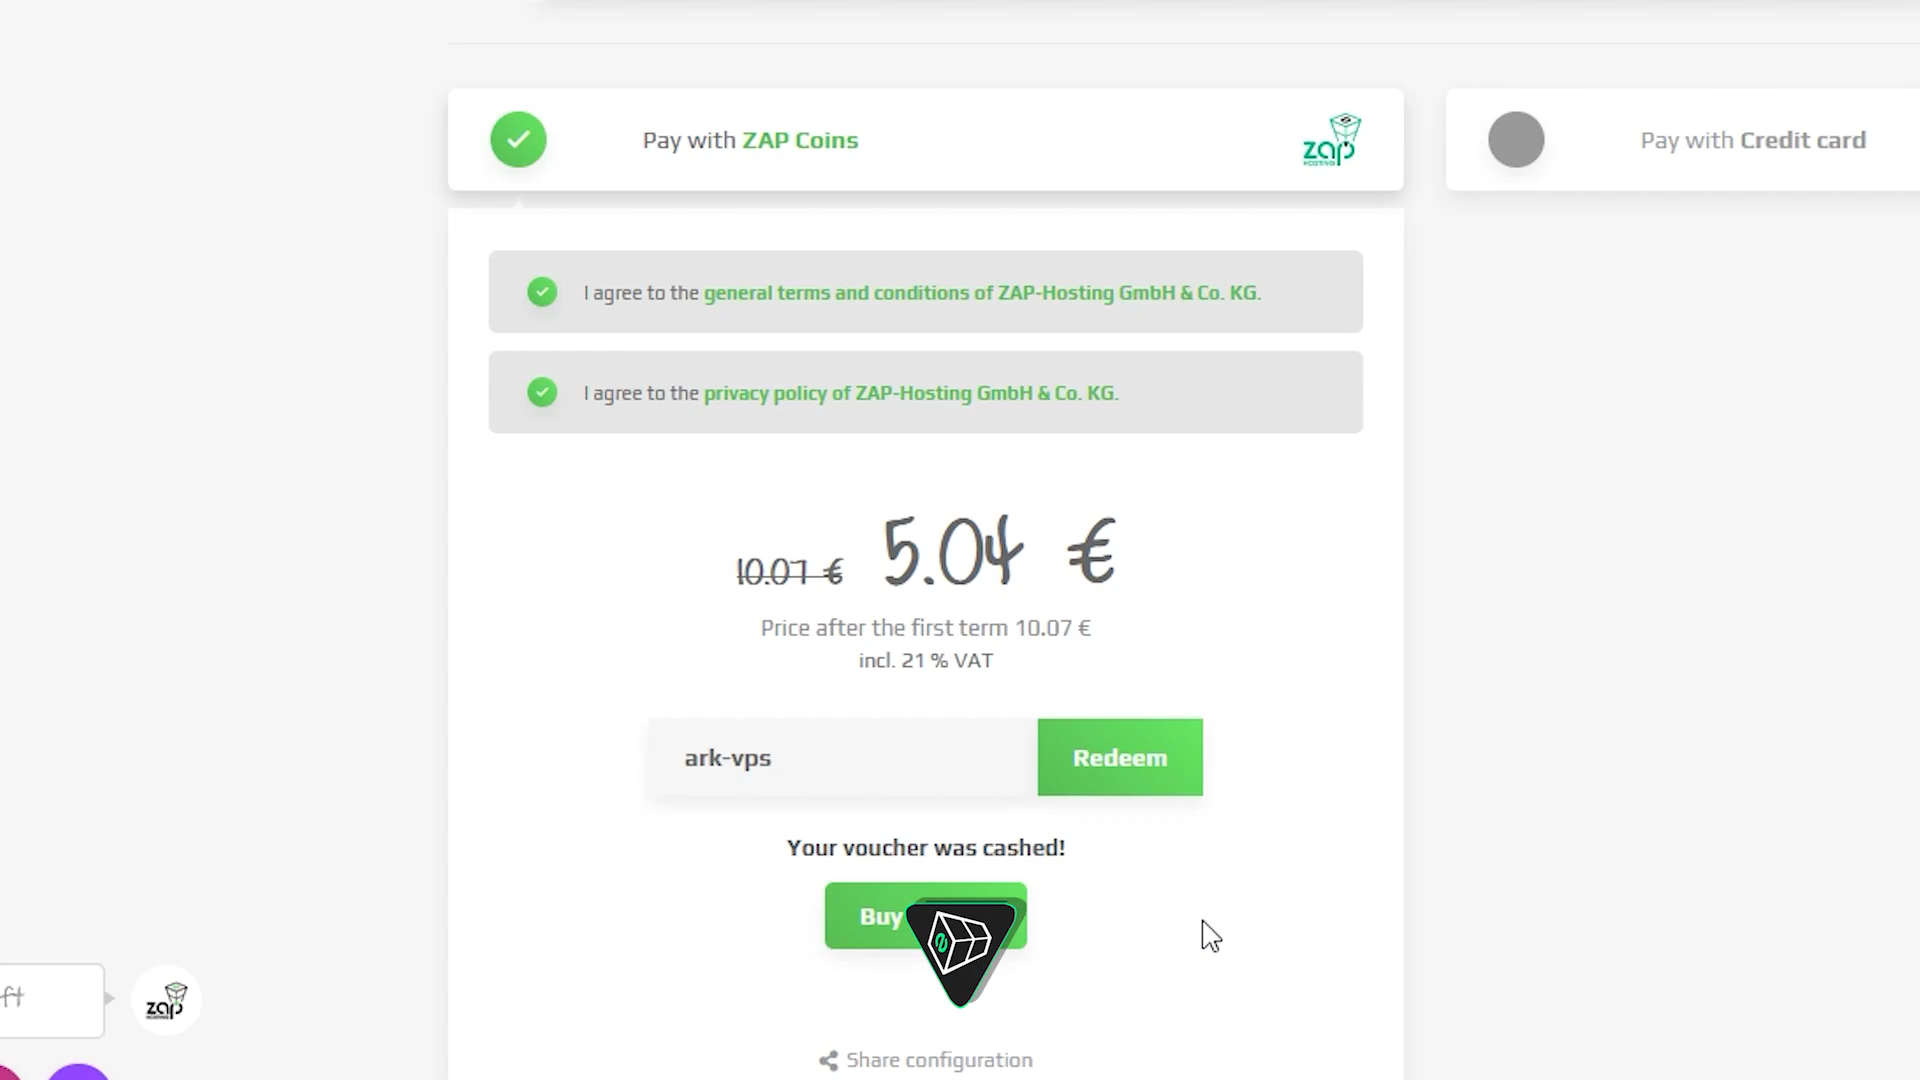 Pay with ZAP Coins
zap
HOSTING
Pay with Credit card
I agree to the general terms and conditions of ZAP-Hosting GmbH & Co. KG.
I agree to the privacy policy of ZAP-Hosting GmbH & Co. KG.
10.07 € 5.04 €
Price after the first term 10.07 €
incl. 21 % VAT
ark-vps
Redeem
Your voucher was cashed!
Buy
ft
zap
HOSTING
Share configuration